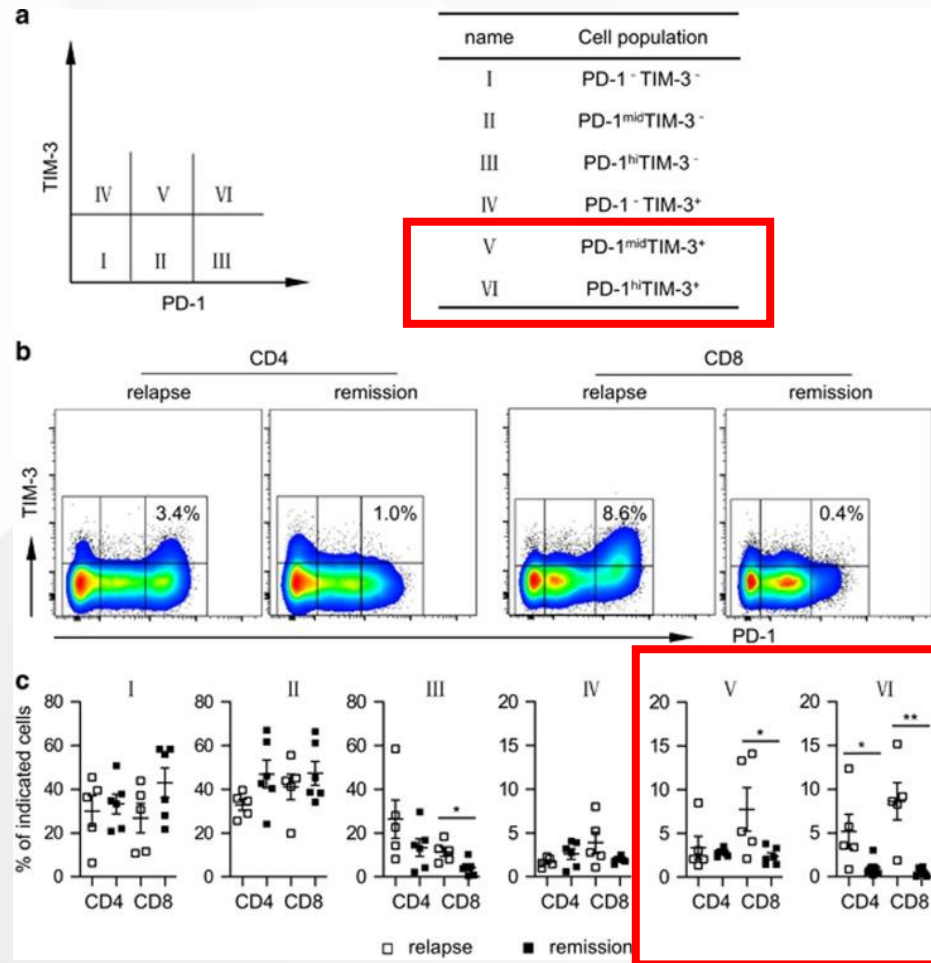 a
name Cell population
I PD-1⁻ TIM-3⁻
II PD-1ᵐⁱᵈTIM-3⁻
III PD-1ʰⁱTIM-3⁻
IV PD-1⁻ TIM-3⁺
V PD-1ᵐⁱᵈTIM-3⁺
VI PD-1ʰⁱTIM-3⁺
TIM-3
IV V VI
I II III
PD-1
b
CD4 CD8
relapse remission relapse remission
TIM-3
3.4% 1.0% 8.6% 0.4%
PD-1
c
I II III IV V VI
% of indicated cells
80 80 80 20 20 20
60 60 60 15 15 15
40 40 40 10 10 10
20 20 20 5 5 5
0 0 0 0 0 0
* * * **
CD4 CD8 CD4 CD8 CD4 CD8 CD4 CD8 CD4 CD8 CD4 CD8
□ relapse ■ remission